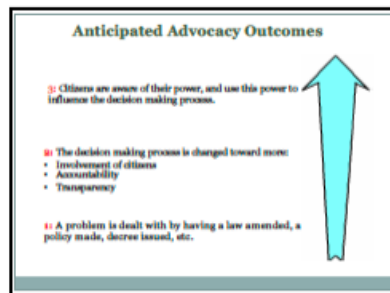 Anticipated Advocacy Outcomes
3: Citizens are aware of their power, and use this power to
influence the decision making process.
2: The decision making process is changed toward more:
• Involvement of citizens
• Accountability
• Transparency
1: A problem is dealt with by having a law amended, a
policy made, decree issued, etc.